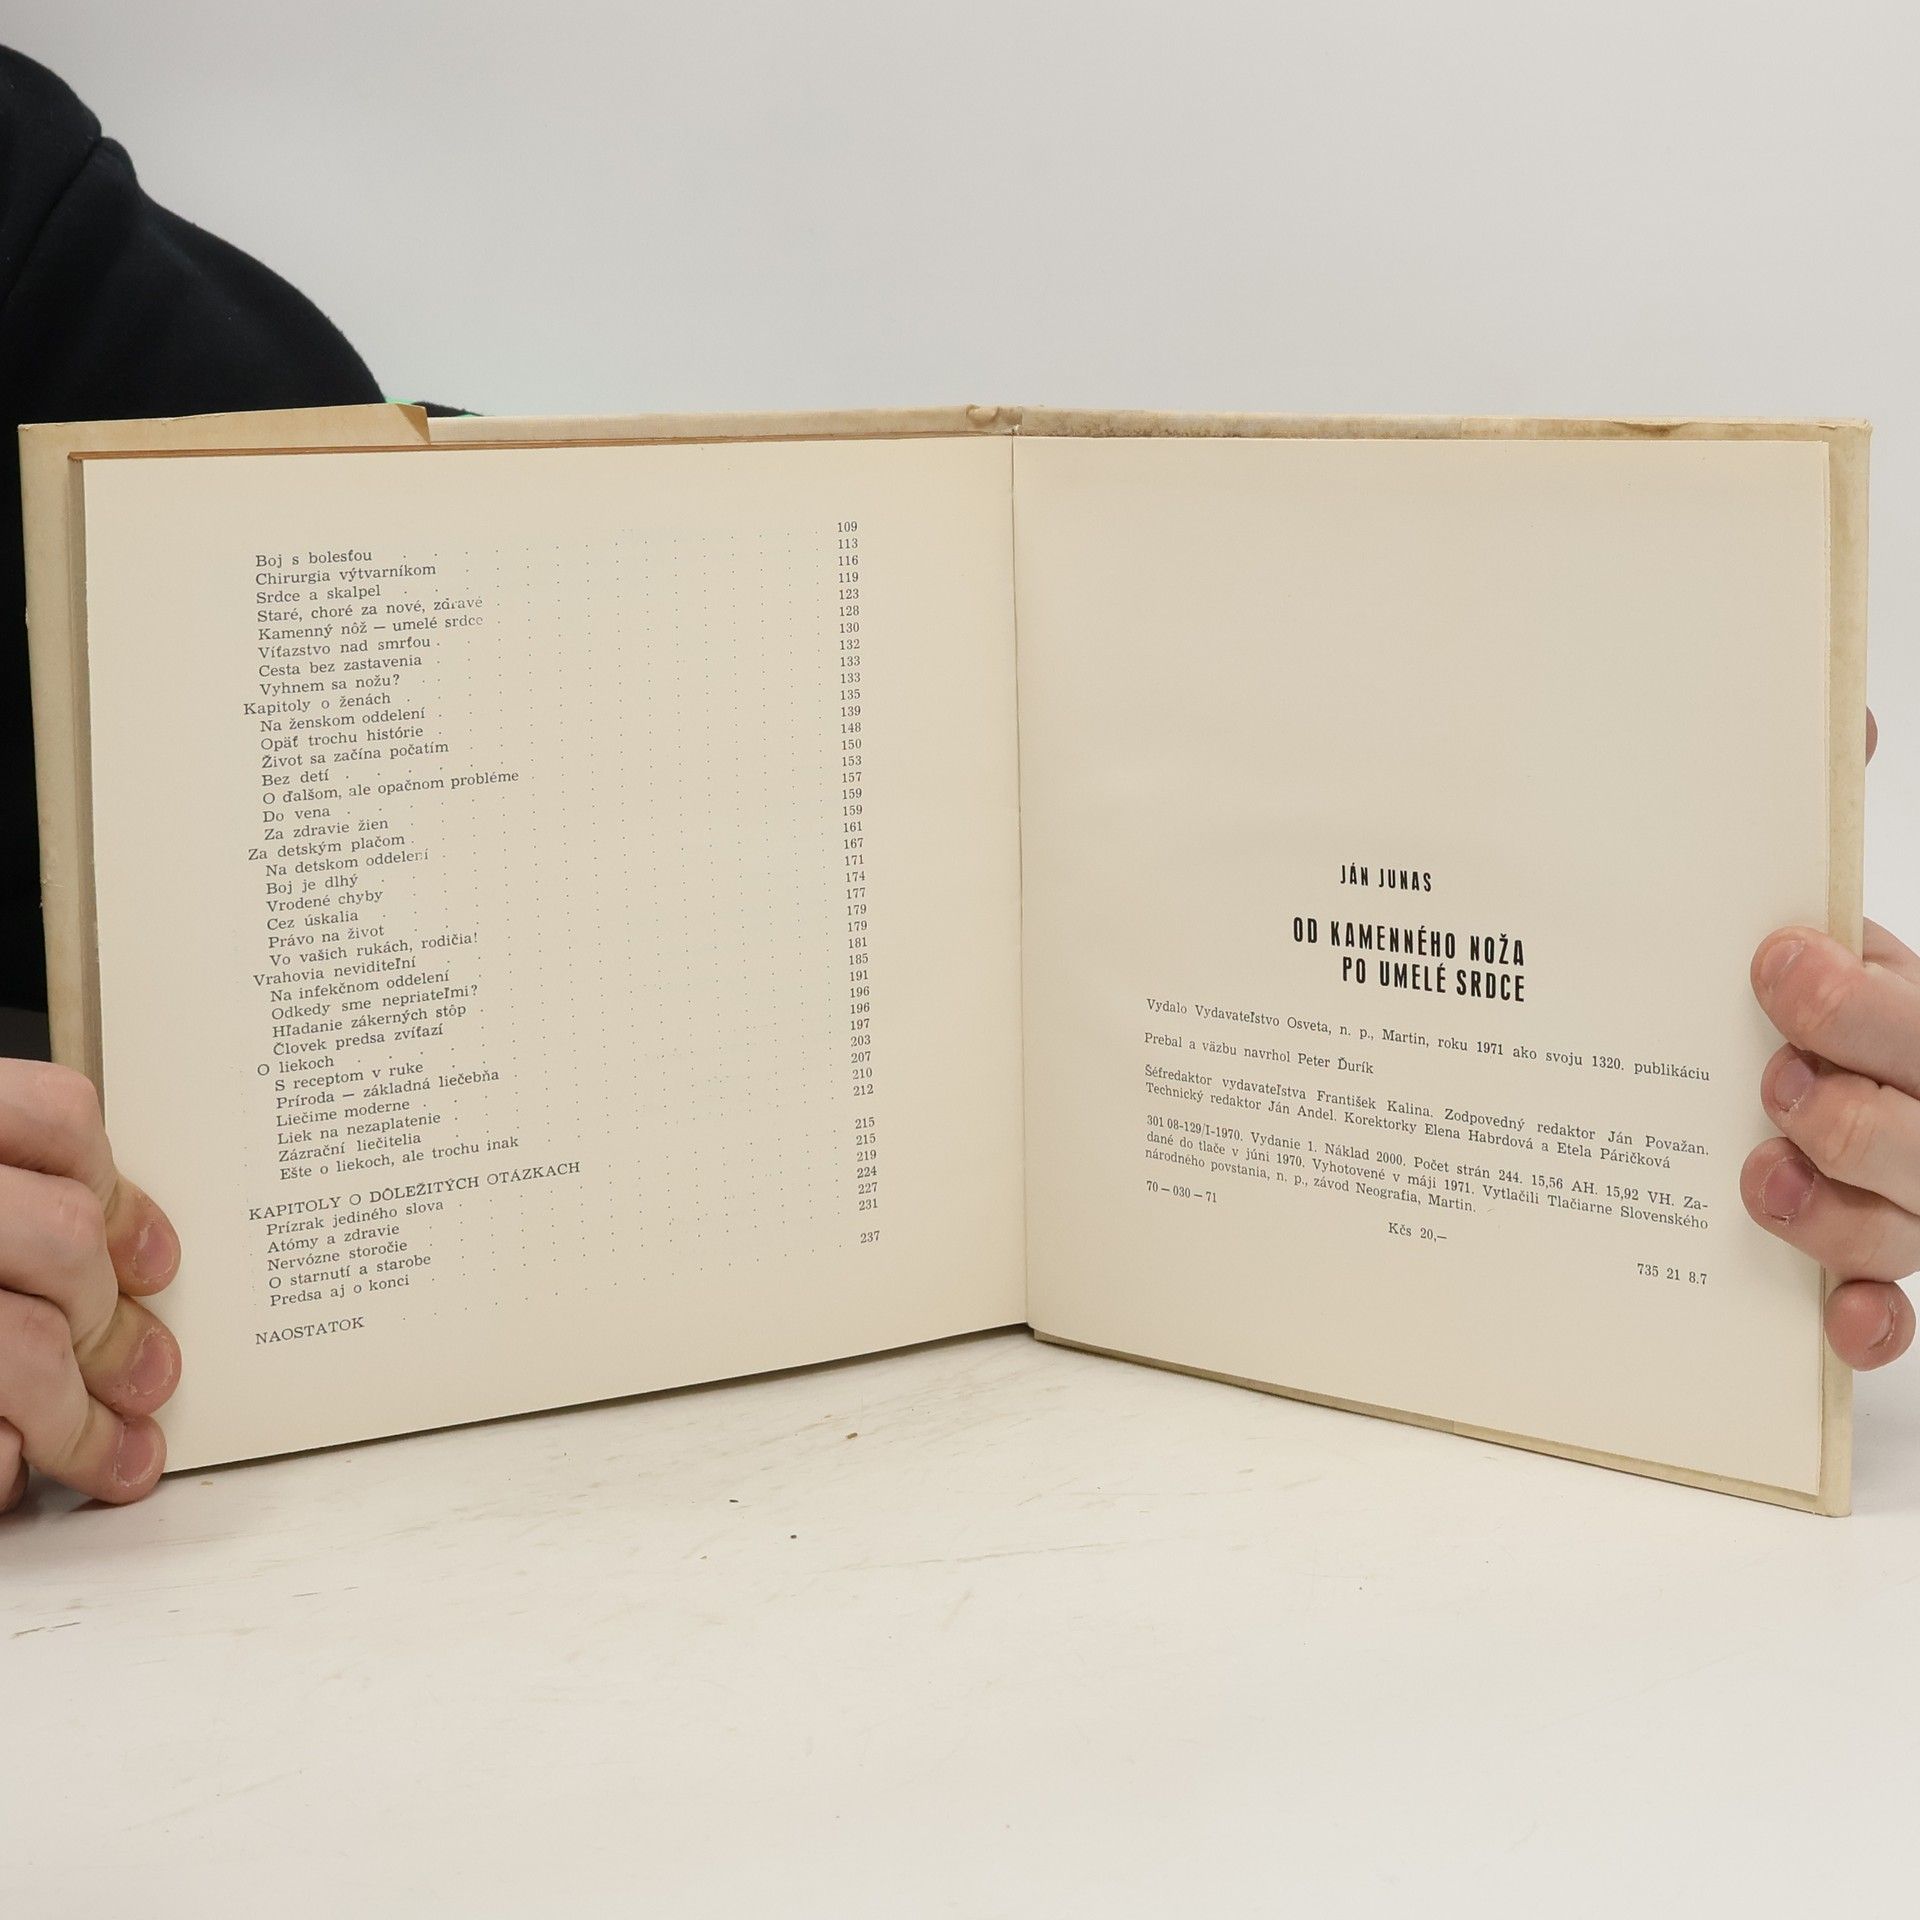 Boj s bolesťou 109
Chirurgia výtvarníkom 113
Srdce a skalpel 116
Staré, choré za nové, zdravé 119
Kamenný nôž — umelé srdce 123
Víťazstvo nad smrťou 128
Cesta bez zastavenia 130
Vyhnem sa nožu? 132
Kapitoly o ženách 133
Na ženskom oddelení 133
Opäť trochu histórie 135
Život sa začína počatím 139
Bez detí 148
O ďalšom, ale opačnom probléme 150
Do vena 153
Za zdravie žien 157
Za detským plačom 159
Na detskom oddelení 159
Boj je dlhý 161
Vrodené chyby 167
Cez úskalia 171
Právo na život 174
Vo vašich rukách, rodičia! 177
Vrahovia neviditeľní 179
Na infekčnom oddelení 179
Odkedy sme nepriateľmi? 181
Hľadanie zákerných stôp 185
Človek predsa zvíťazí 191
O liekoch 196
S receptom v ruke 196
Príroda — základná liečebňa 197
Liečime moderne 203
Liek na nezaplatenie 207
Zázrační liečitelia 210
Ešte o liekoch, ale trochu inak 212
KAPITOLY O DÔLEŽITÝCH OTÁZKACH 215
Prízrak jediného slova 215
Atómy a zdravie 219
Nervózne storočie 224
O starnutí a starobe 227
Predsa aj o konci 231
NAOSTATOK 237
JÁN JUNAS
OD KAMENNÉHO NOŽA
PO UMELÉ SRDCE
Vydalo Vydavateľstvo Osveta, n. p., Martin, roku 1971 ako svoju 1320. publikáciu
Prebal a väzbu navrhol Peter Ďurík
Šéfredaktor vydavateľstva František Kalina. Zodpovedný redaktor Ján Považan.
Technický redaktor Ján Andel. Korektorky Elena Habrdová a Etela Páričková
301 08-129/I-1970. Vydanie 1. Náklad 2000. Počet strán 244. 15,56 AH. 15,92 VH. Za-
dané do tlače v júni 1970. Vyhotovené v máji 1971. Vytlačili Tlačiarne Slovenského
národného povstania, n. p., závod Neografia, Martin.
70 — 030 — 71
Kčs 20,—
735 21 8.7